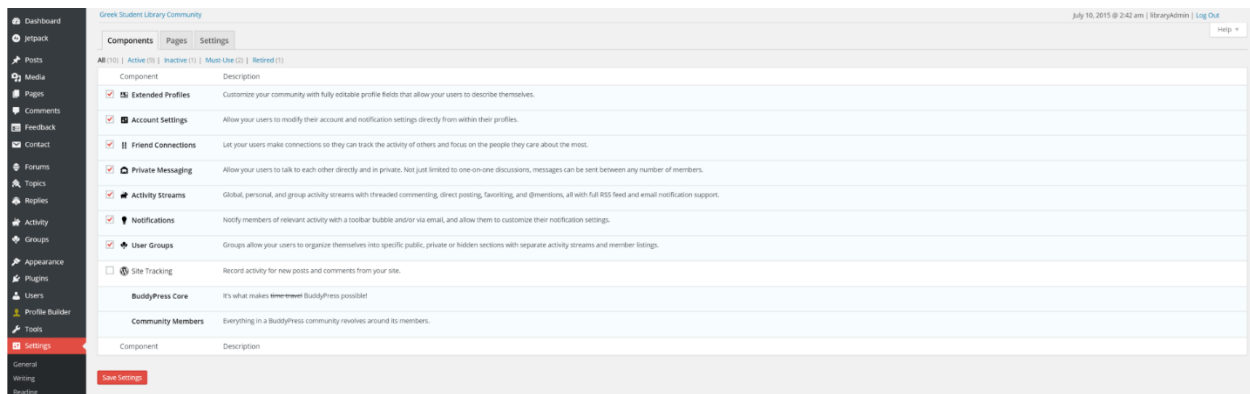 Greek Student Library Community
July 10, 2015 @ 2:42 am | libraryAdmin | Log Out
Help
Dashboard
Jetpack
Posts
Media
Pages
Comments
Feedback
Contact
Forums
Topics
Replies
Activity
Groups
Appearance
Plugins
Users
Profile Builder
Tools
Settings
General
Writing
Reading
Components Pages Settings
All (10) | Active (9) | Inactive (1) | Must-Use (2) | Retired (1)
Component Description
Extended Profiles Customize your community with fully editable profile fields that allow your users to describe themselves.
Account Settings Allow your users to modify their account and notification settings directly from within their profiles.
Friend Connections Let your users make connections so they can track the activity of others and focus on the people they care about the most.
Private Messaging Allow your users to talk to each other directly and in private. Not just limited to one-on-one discussions, messages can be sent between any number of members.
Activity Streams Global, personal, and group activity streams with threaded commenting, direct posting, favoriting, and @mentions, all with full RSS feed and email notification support.
Notifications Notify members of relevant activity with a toolbar bubble and/or via email, and allow them to customize their notification settings.
User Groups Groups allow your users to organize themselves into specific public, private or hidden sections with separate activity streams and member listings.
Site Tracking Record activity for new posts and comments from your site.
BuddyPress Core It's what makes time travel BuddyPress possible!
Community Members Everything in a BuddyPress community revolves around its members.
Component Description
Save Settings